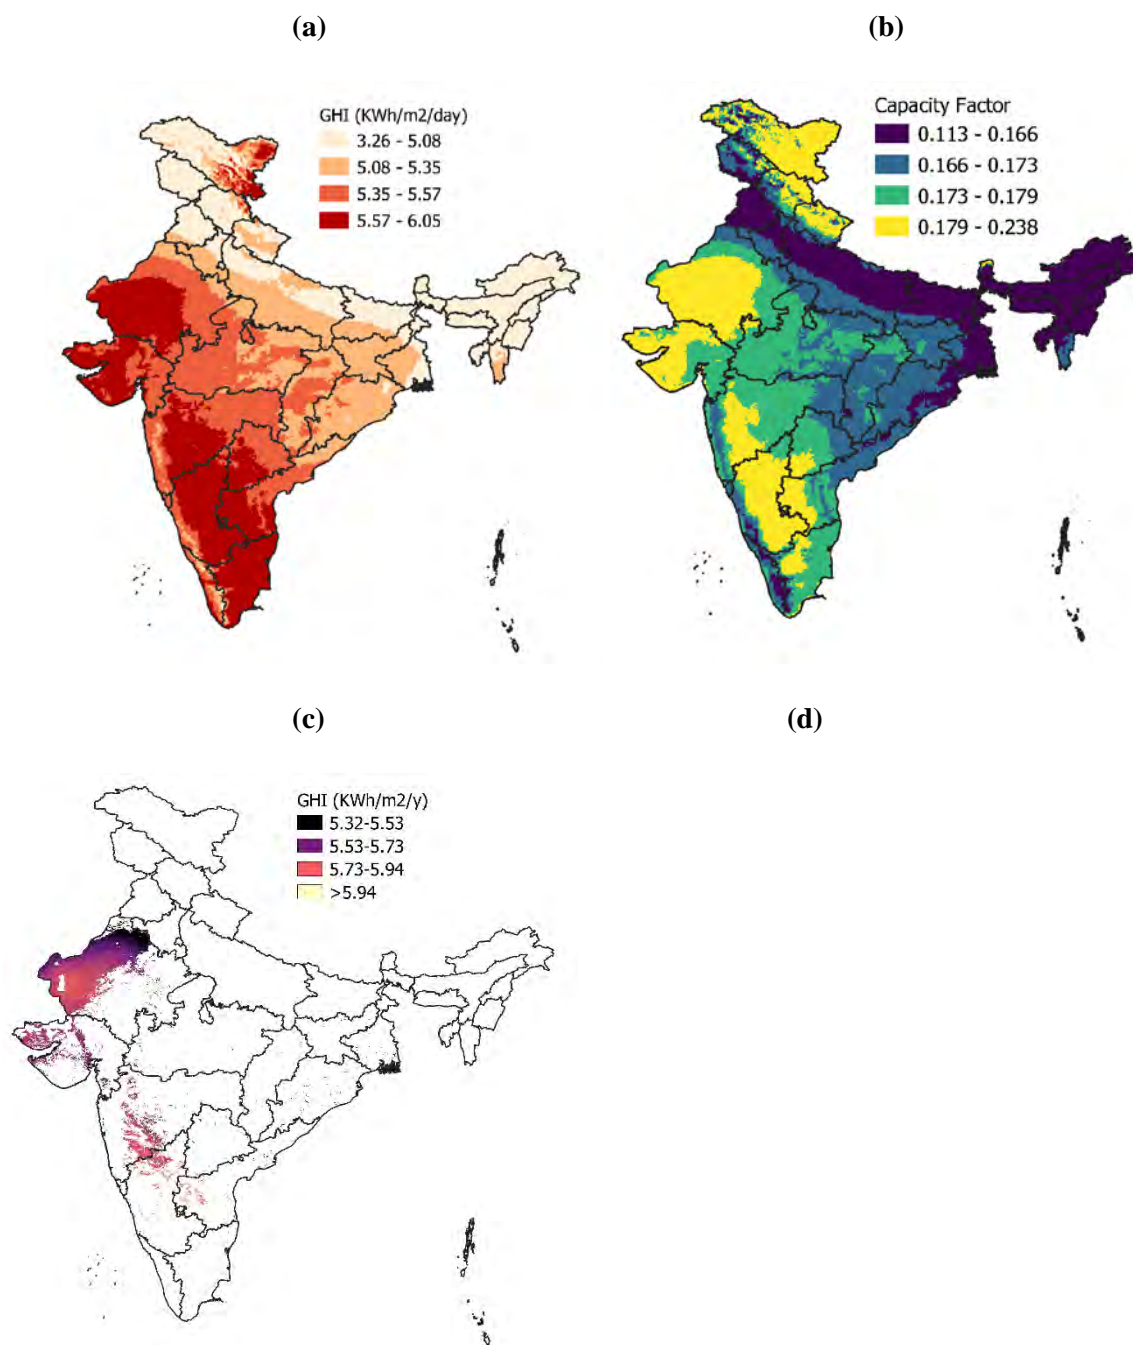 (a)
(b)
GHI (KWh/m2/day)
3.26 - 5.08
5.08 - 5.35
5.35 - 5.57
5.57 - 6.05
Capacity Factor
0.113 - 0.166
0.166 - 0.173
0.173 - 0.179
0.179 - 0.238
(c)
(d)
GHI (KWh/m2/y)
5.32-5.53
5.53-5.73
5.73-5.94
>5.94